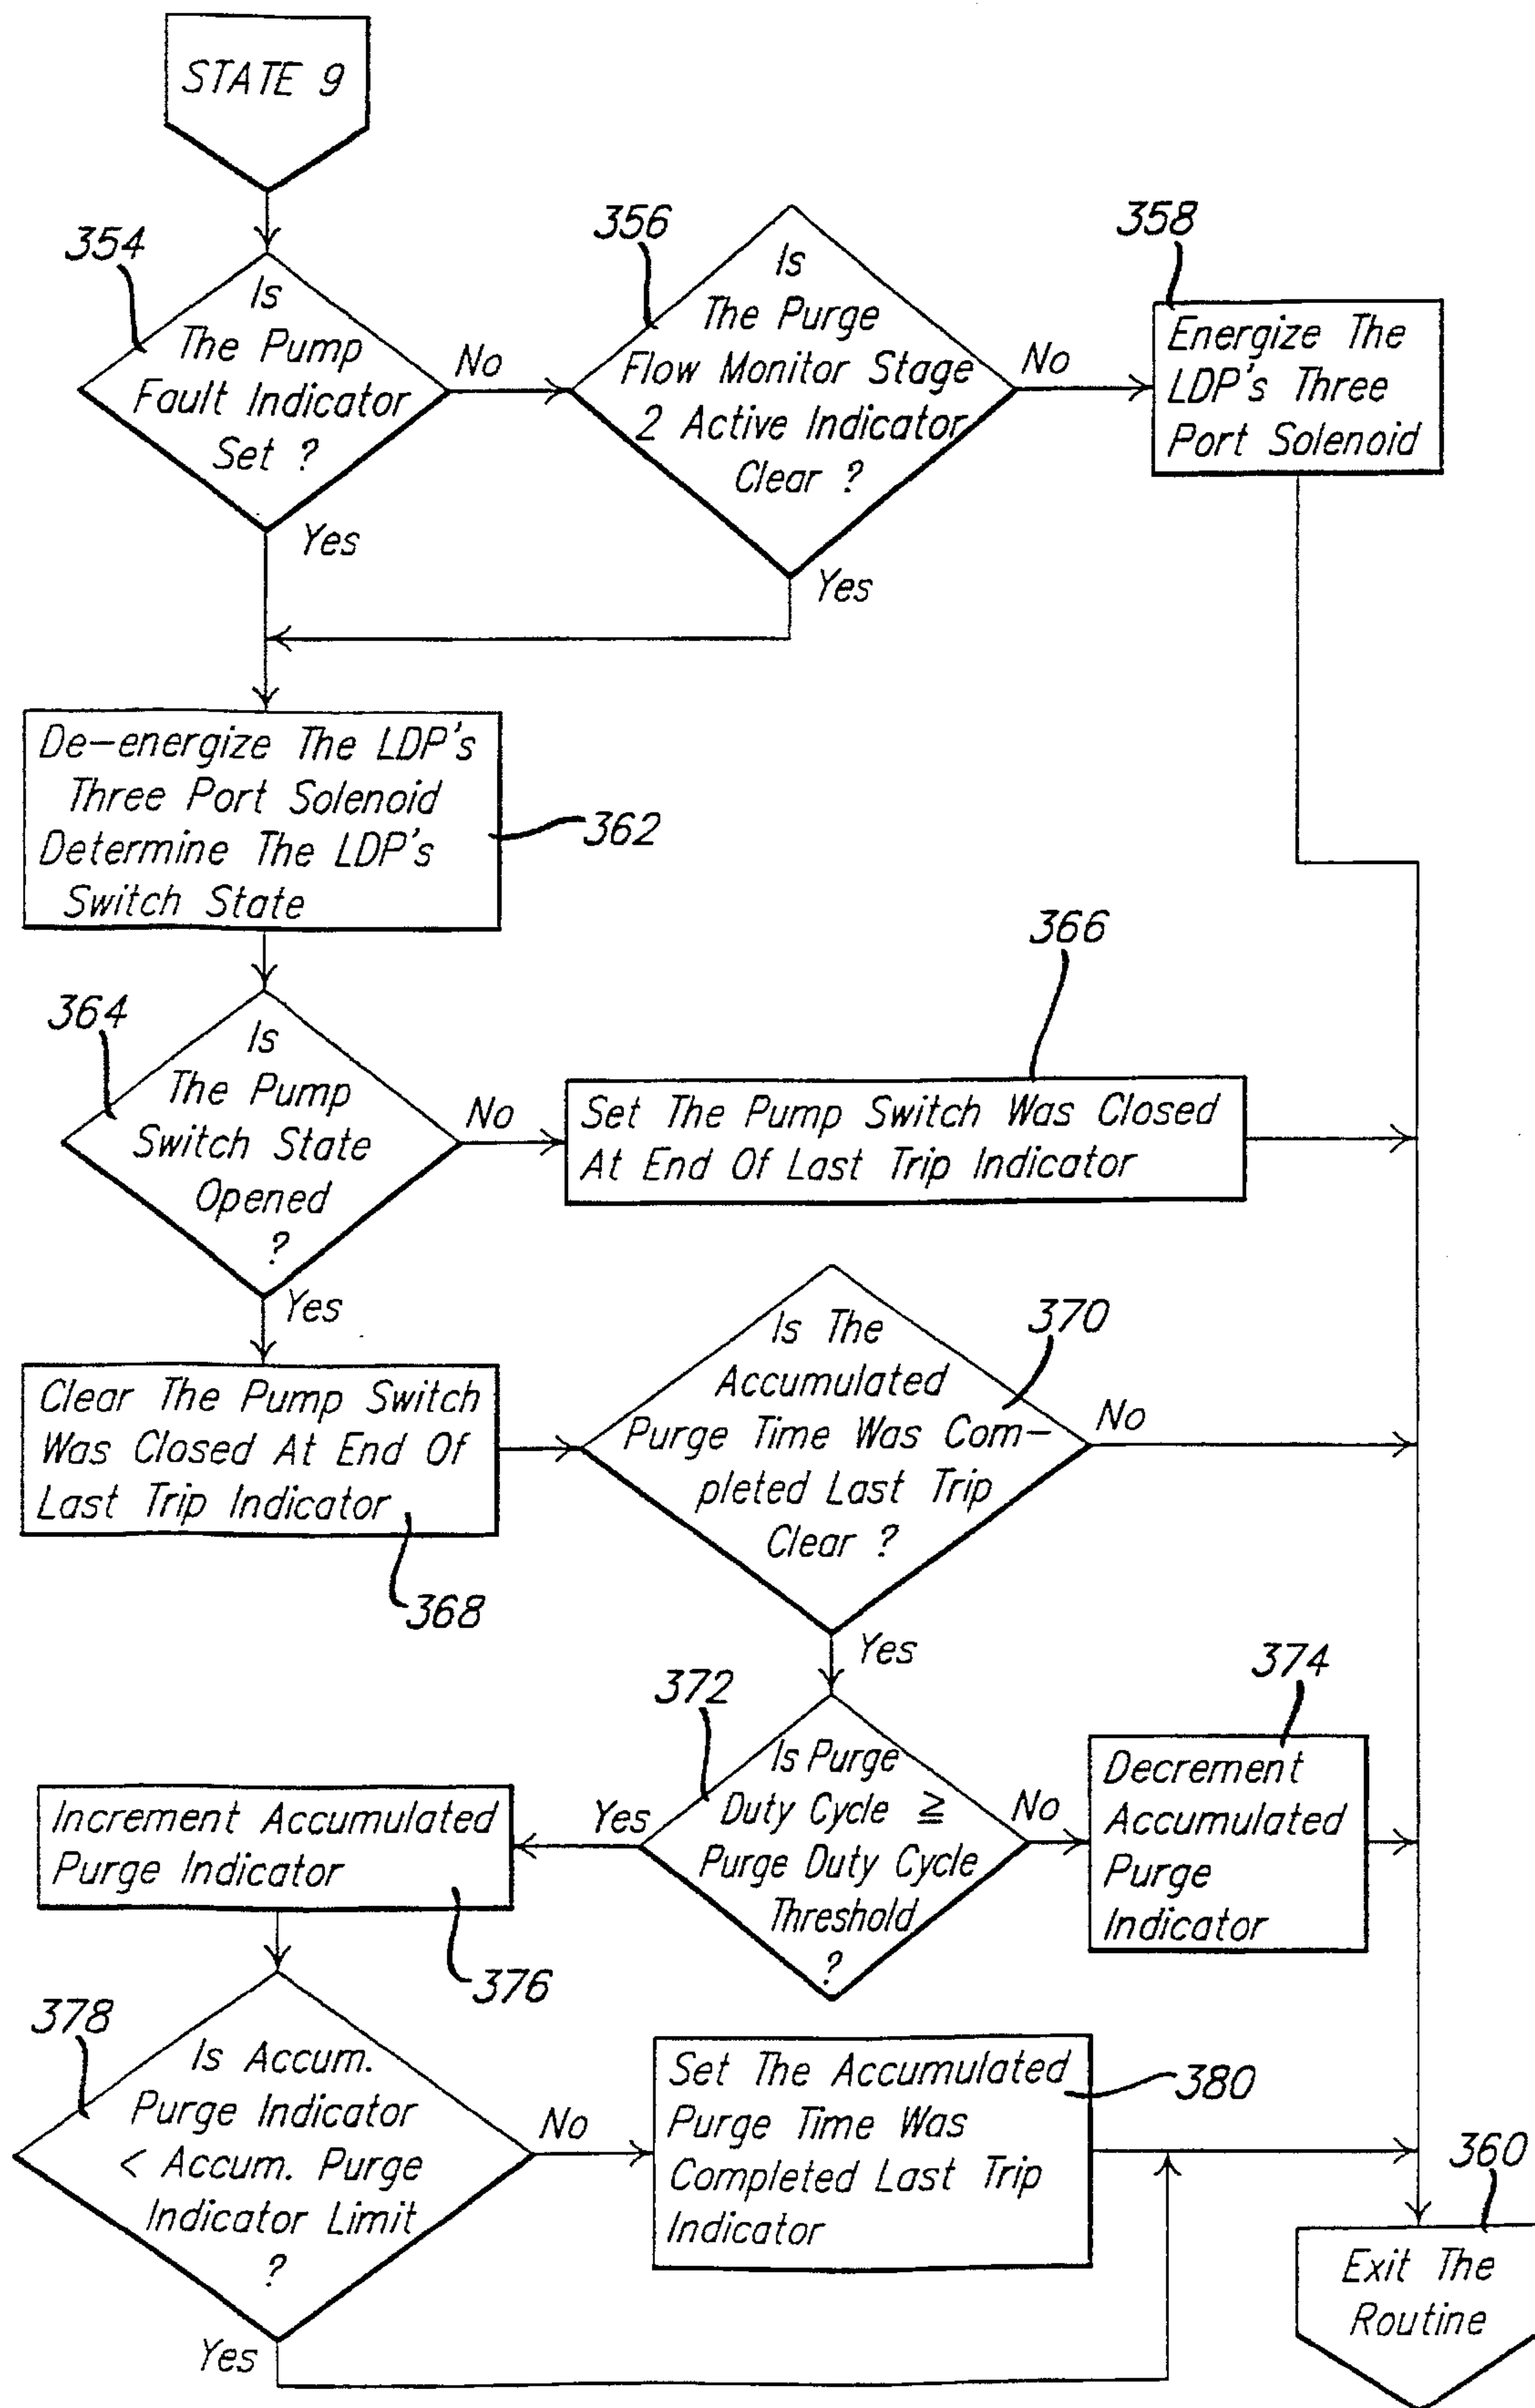 STATE 9
354
Is
The Pump
Fault Indicator
Set ?
No
Yes
356
Is
The Purge
Flow Monitor Stage
2 Active Indicator
Clear ?
No
Yes
358
Energize The
LDP's Three
Port Solenoid
De-energize The LDP's
Three Port Solenoid
Determine The LDP's
Switch State
362
364
Is
The Pump
Switch State
Opened
?
No
Yes
366
Set The Pump Switch Was Closed
At End Of Last Trip Indicator
Clear The Pump Switch
Was Closed At End Of
Last Trip Indicator
368
370
Is The
Accumulated
Purge Time Was Com-
pleted Last Trip
Clear ?
No
Yes
372
Is Purge
Duty Cycle ≧
Purge Duty Cycle
Threshold
?
Yes
No
374
Decrement
Accumulated
Purge
Indicator
Increment Accumulated
Purge Indicator
376
378
Is Accum.
Purge Indicator
< Accum. Purge
Indicator Limit
?
No
Yes
Set The Accumulated
Purge Time Was
Completed Last Trip
Indicator
380
360
Exit The
Routine